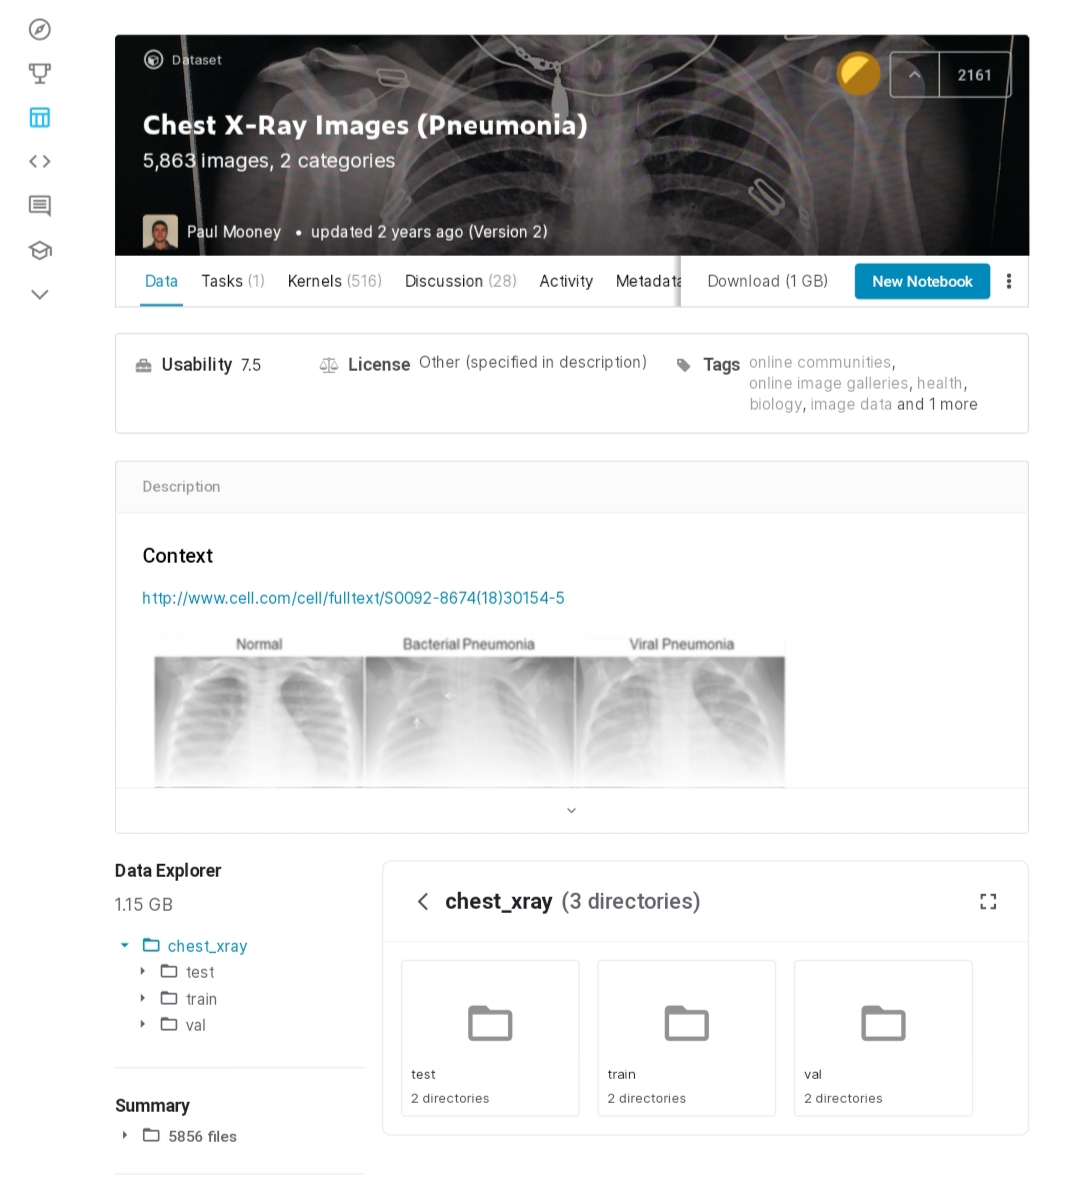 Dataset
2161
Chest X-Ray Images (Pneumonia)
5,863 images, 2 categories
Paul Mooney • updated 2 years ago (Version 2)
Data Tasks (1) Kernels (516) Discussion (28) Activity Metadata Download (1 GB) New Notebook
Usability 7.5 License Other (specified in description) Tags online communities,
online image galleries, health,
biology, image data and 1 more
Description
Context
http://www.cell.com/cell/fulltext/S0092-8674(18)30154-5
Normal Bacterial Pneumonia Viral Pneumonia
Data Explorer
1.15 GB
chest_xray
test
train
val
Summary
5856 files
chest_xray (3 directories)
test train val
2 directories 2 directories 2 directories